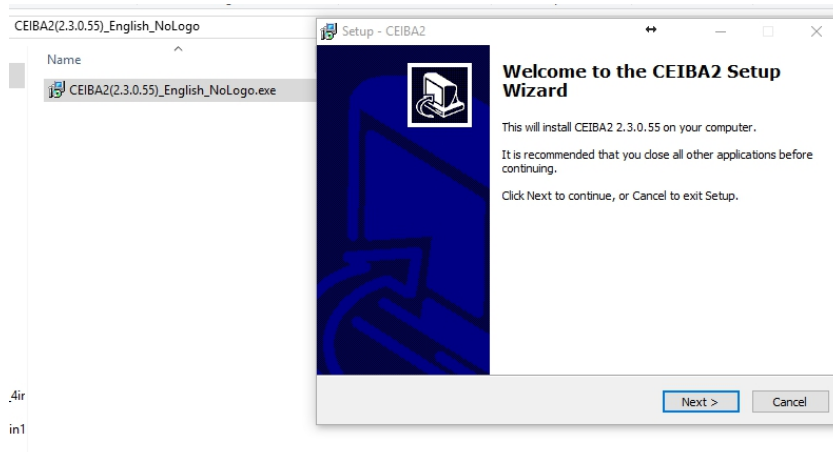 CEIBA2(2.3.0.55)_English_NoLogo
Name
CEIBA2(2.3.0.55)_English_NoLogo.exe
Setup - CEIBA2
Welcome to the CEIBA2 Setup
Wizard
This will install CEIBA2 2.3.0.55 on your computer.
It is recommended that you close all other applications before
continuing.
Click Next to continue, or Cancel to exit Setup.
_4ir
in1
Next >
Cancel